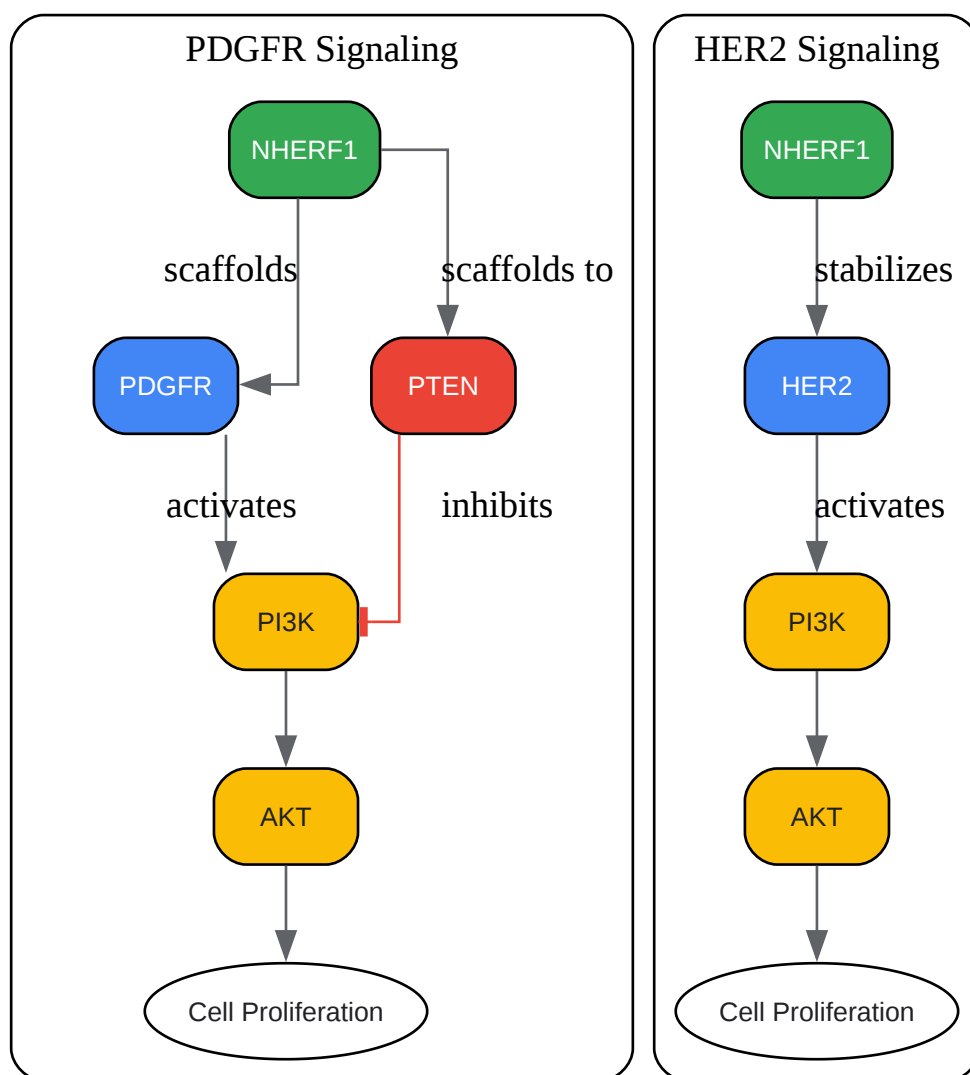 PDGFR Signaling
NHERF1
scaffolds
scaffolds to
PDGFR
PTEN
activates
inhibits
PI3K
AKT
Cell Proliferation
HER2 Signaling
NHERF1
stabilizes
HER2
activates
PI3K
AKT
Cell Proliferation